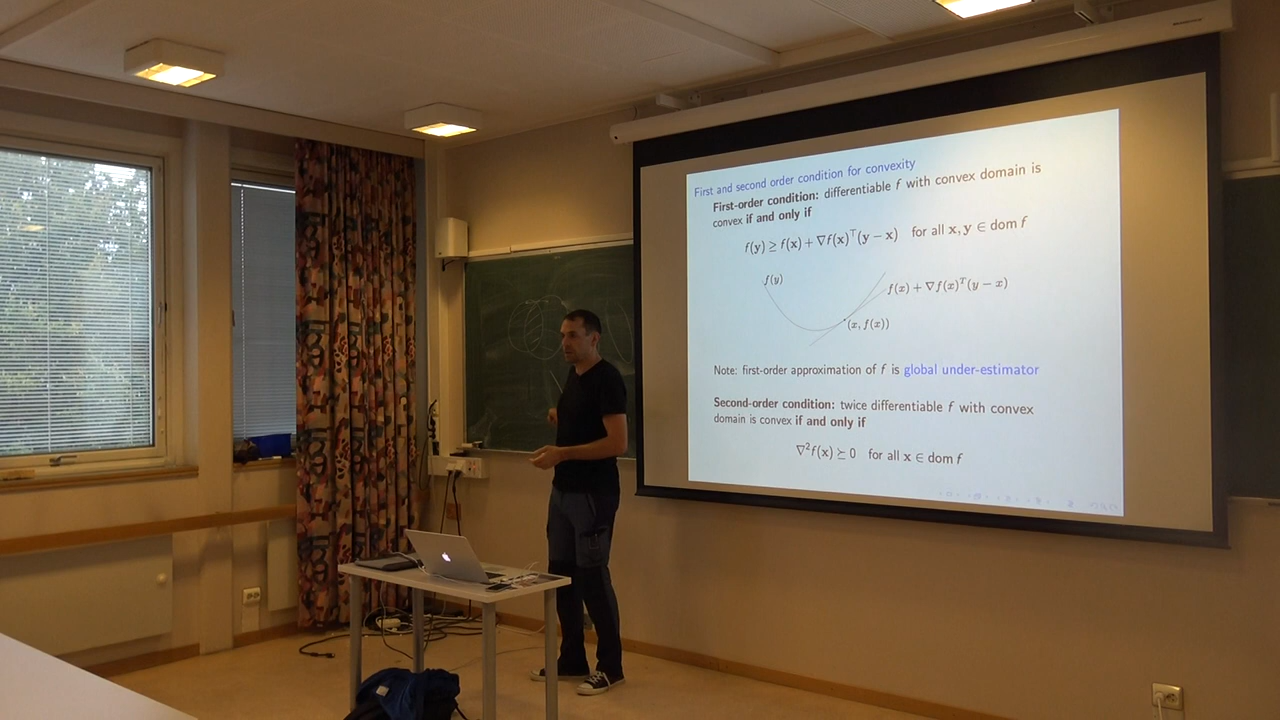 First and second order condition for convexity
First-order condition: differentiable f with convex domain is
convex if and only if
f(y) ≥ f(x) + ∇f(x)ᵀ(y − x) for all x, y ∈ dom f
f(y)
f(x) + ∇f(x)ᵀ(y − x)
(x, f(x))
Note: first-order approximation of f is global under-estimator
Second-order condition: twice differentiable f with convex
domain is convex if and only if
∇²f(x) ⪰ 0 for all x ∈ dom f